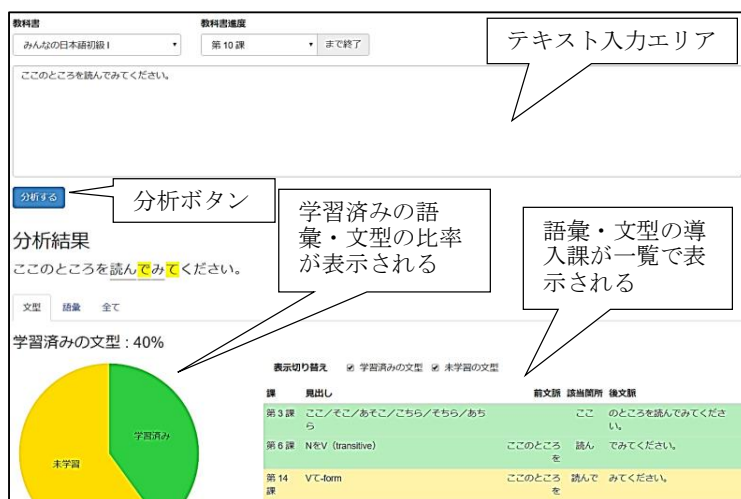 教科書
教科書進度
みんなの日本語初級 I
第 10 課
まで終了
テキスト入力エリア
ここのところを読んでみてください。
分析する
分析ボタン
学習済みの語
彙・文型の比率
が表示される
語彙・文型の導
入課が一覧で表
示される
分析結果
ここのところを読んでみてください。
文型
語彙
全て
学習済みの文型 : 40%
表示切り替え
学習済みの文型
未学習の文型
課
見出し
前文脈
該当箇所
後文脈
第 3 課
ここ/そこ/あそこ/こちら/そちら/あち
ら
ここ
のところを読んでみてくださ
い。
第 6 課
NをV(transitive)
ここのところ
を
読ん
でみてください。
第 14
課
Vて-form
ここのところ
を
読んで
みてください。
学習済み
未学習